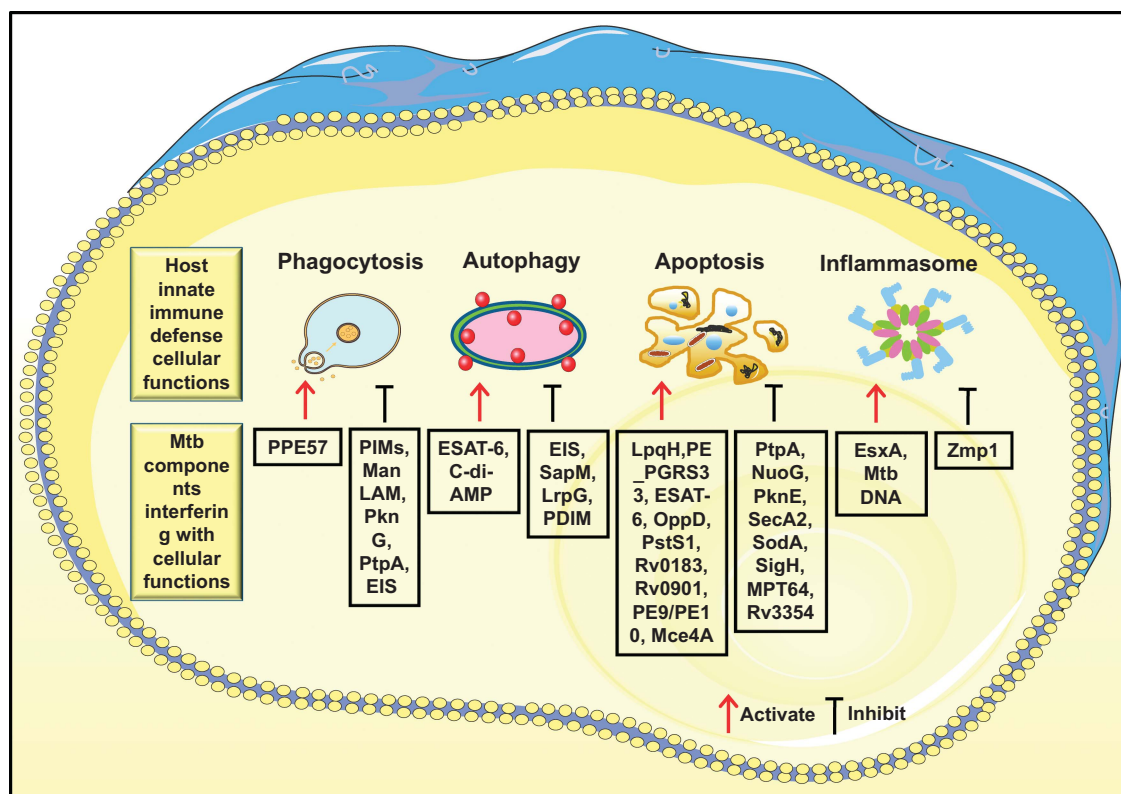 Host
innate
immune
defense
cellular
functions
Phagocytosis
Autophagy
Apoptosis
Inflammasome
Mtb
compone
nts
interferin
g with
cellular
functions
PPE57
PIMs,
Man
LAM,
Pkn
G,
PtpA,
EIS
ESAT-6,
C-di-
AMP
EIS,
SapM,
LrpG,
PDIM
LpqH,PE
_PGRS3
3, ESAT-
6, OppD,
PstS1,
Rv0183,
Rv0901,
PE9/PE1
0, Mce4A
PtpA,
NuoG,
PknE,
SecA2,
SodA,
SigH,
MPT64,
Rv3354
EsxA,
Mtb
DNA
Zmp1
Activate
Inhibit